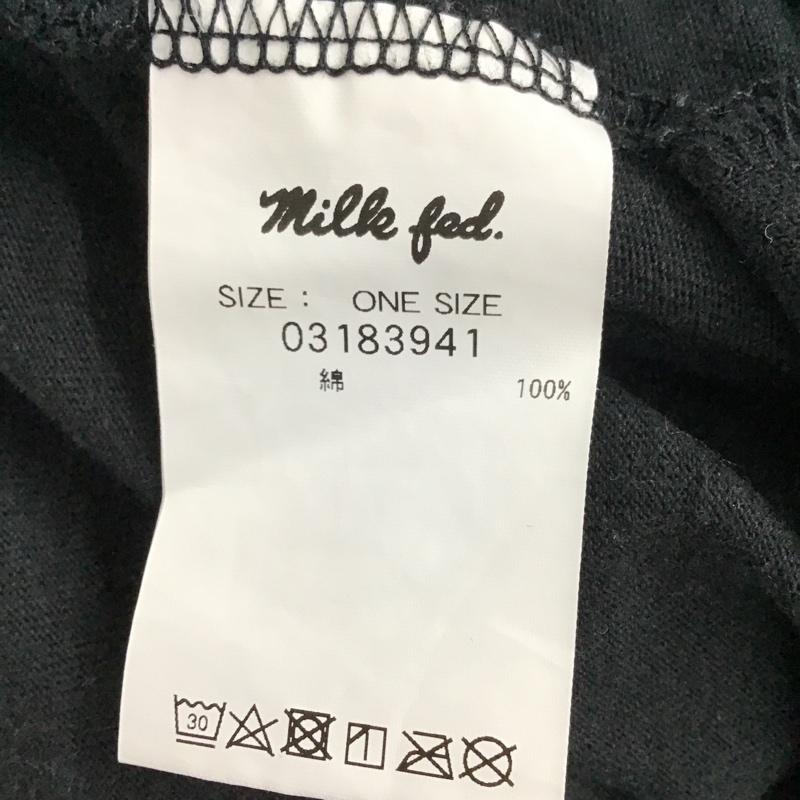 Milk fed.
SIZE : ONE SIZE
03183941
綿 100%
30